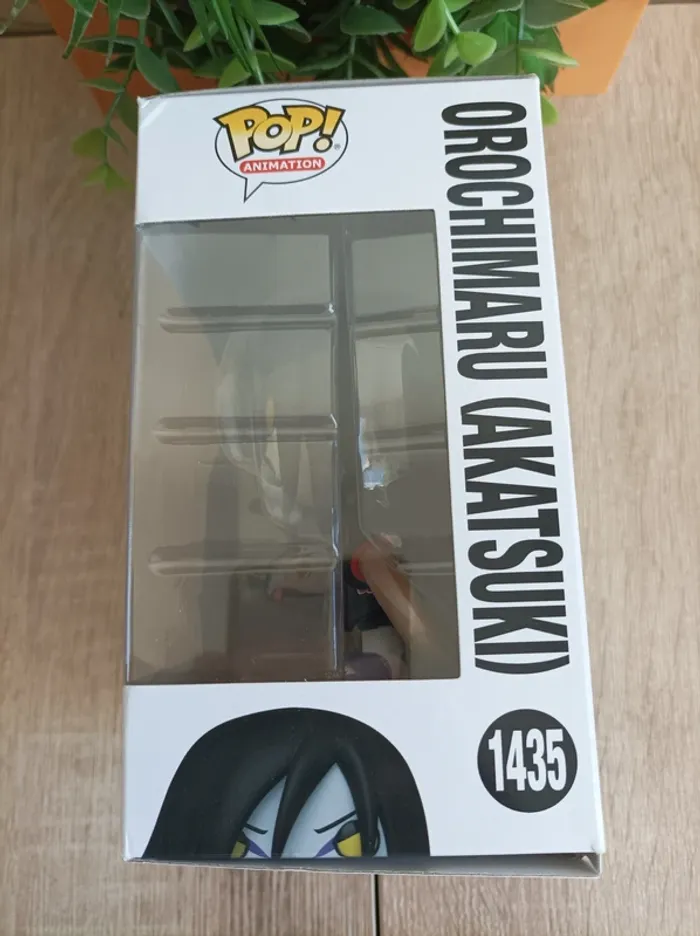 POP!®
ANIMATION
OROCHIMARU (AKATSUKI)
1435